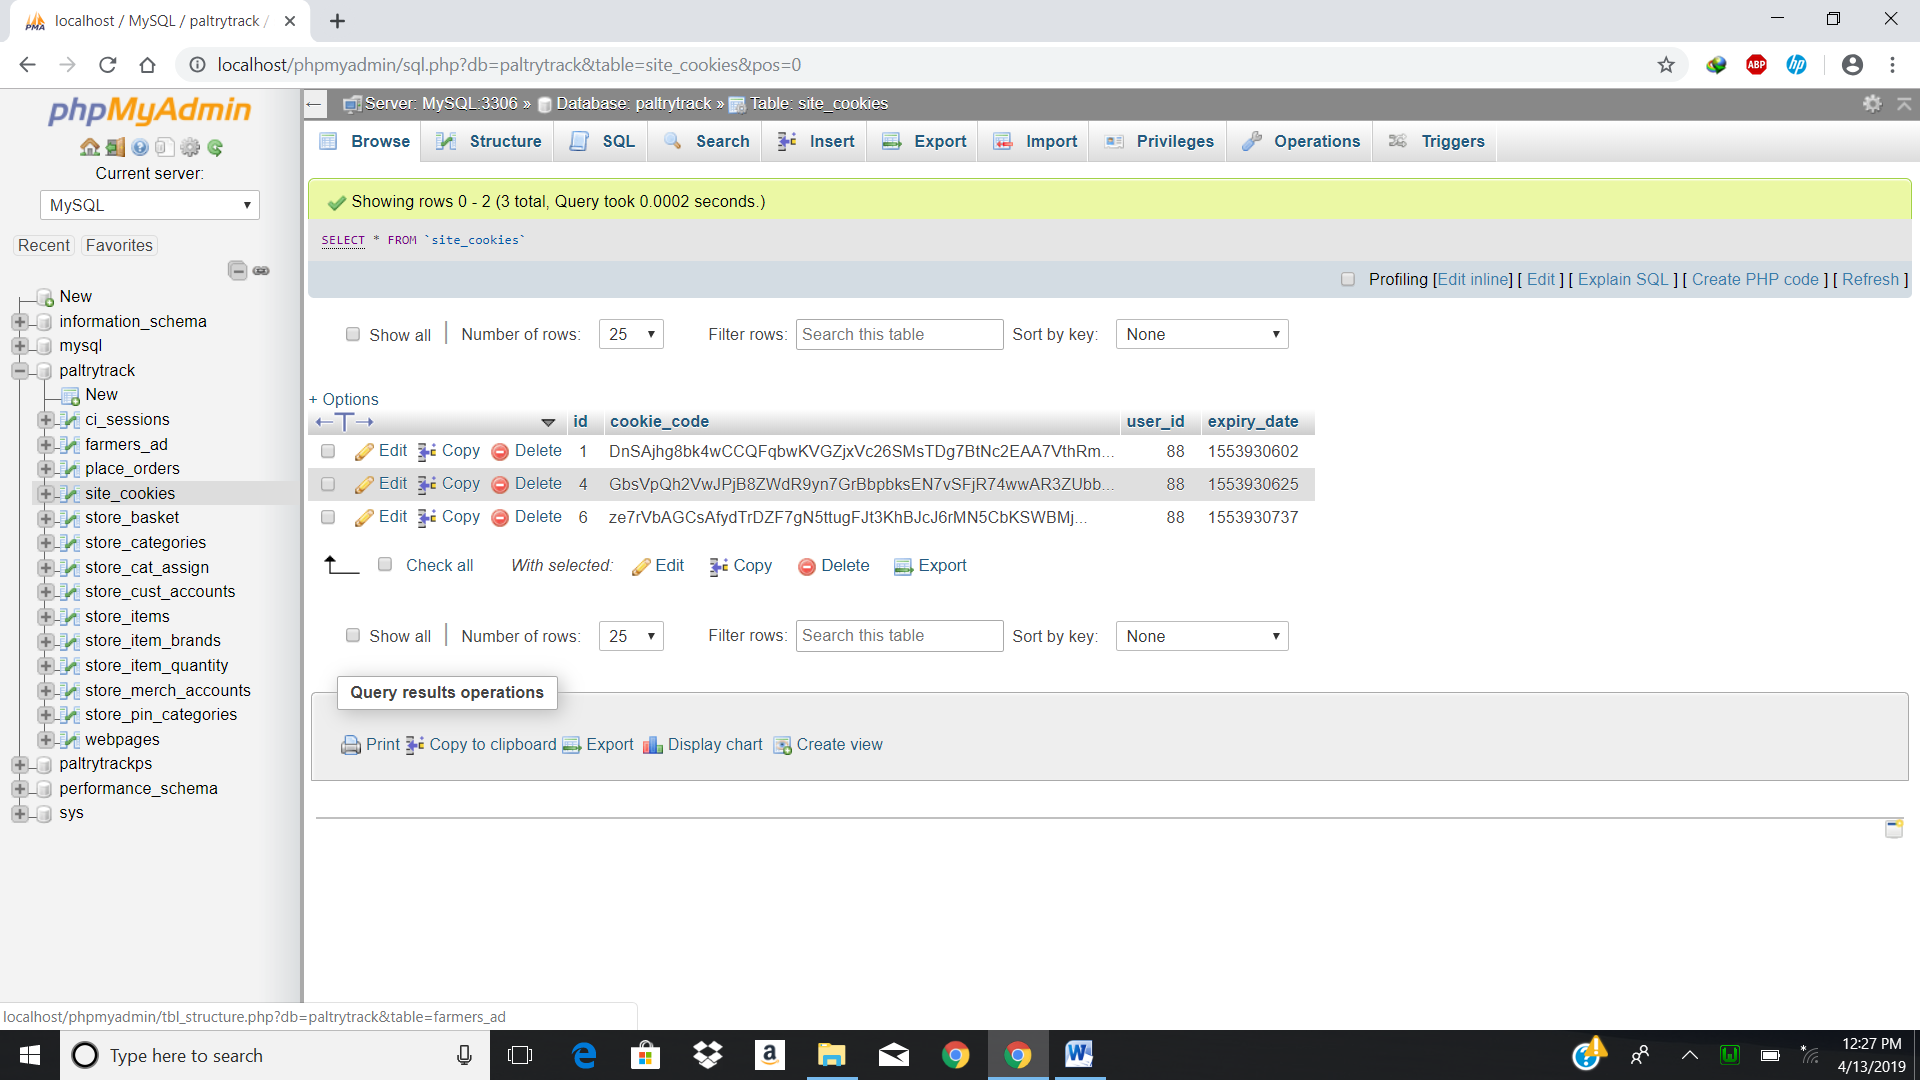 localhost / MySQL / paltrytrack /
localhost/phpmyadmin/sql.php?db=paltrytrack&table=site_cookies&pos=0
ABP
hp
phpMyAdmin
Current server:
MySQL
Recent Favorites
New
information_schema
mysql
paltrytrack
New
ci_sessions
farmers_ad
place_orders
site_cookies
store_basket
store_categories
store_cat_assign
store_cust_accounts
store_items
store_item_brands
store_item_quantity
store_merch_accounts
store_pin_categories
webpages
paltrytrackps
performance_schema
sys
Server: MySQL:3306 » Database: paltrytrack » Table: site_cookies
Browse Structure SQL Search Insert Export Import Privileges Operations Triggers
Showing rows 0 - 2 (3 total, Query took 0.0002 seconds.)
SELECT * FROM `site_cookies`
Profiling [Edit inline] [ Edit ] [ Explain SQL ] [ Create PHP code ] [ Refresh ]
Show all Number of rows: 25 Filter rows: Search this table Sort by key: None
+ Options
id cookie_code user_id expiry_date
Edit Copy Delete 1 DnSAjhg8bk4wCCQFqbwKVGZjxVc26SMsTDg7BtNc2EAA7VthRm... 88 1553930602
Edit Copy Delete 4 GbsVpQh2VwJPjB8ZWdR9yn7GrBbpbksEN7vSFjR74wwAR3ZUbb... 88 1553930625
Edit Copy Delete 6 ze7rVbAGCsAfydTrDZF7gN5ttugFJt3KhBJcJ6rMN5CbKSWBMj... 88 1553930737
Check all With selected: Edit Copy Delete Export
Show all Number of rows: 25 Filter rows: Search this table Sort by key: None
Query results operations
Print Copy to clipboard Export Display chart Create view
localhost/phpmyadmin/tbl_structure.php?db=paltrytrack&table=farmers_ad
Type here to search
12:27 PM
4/13/2019